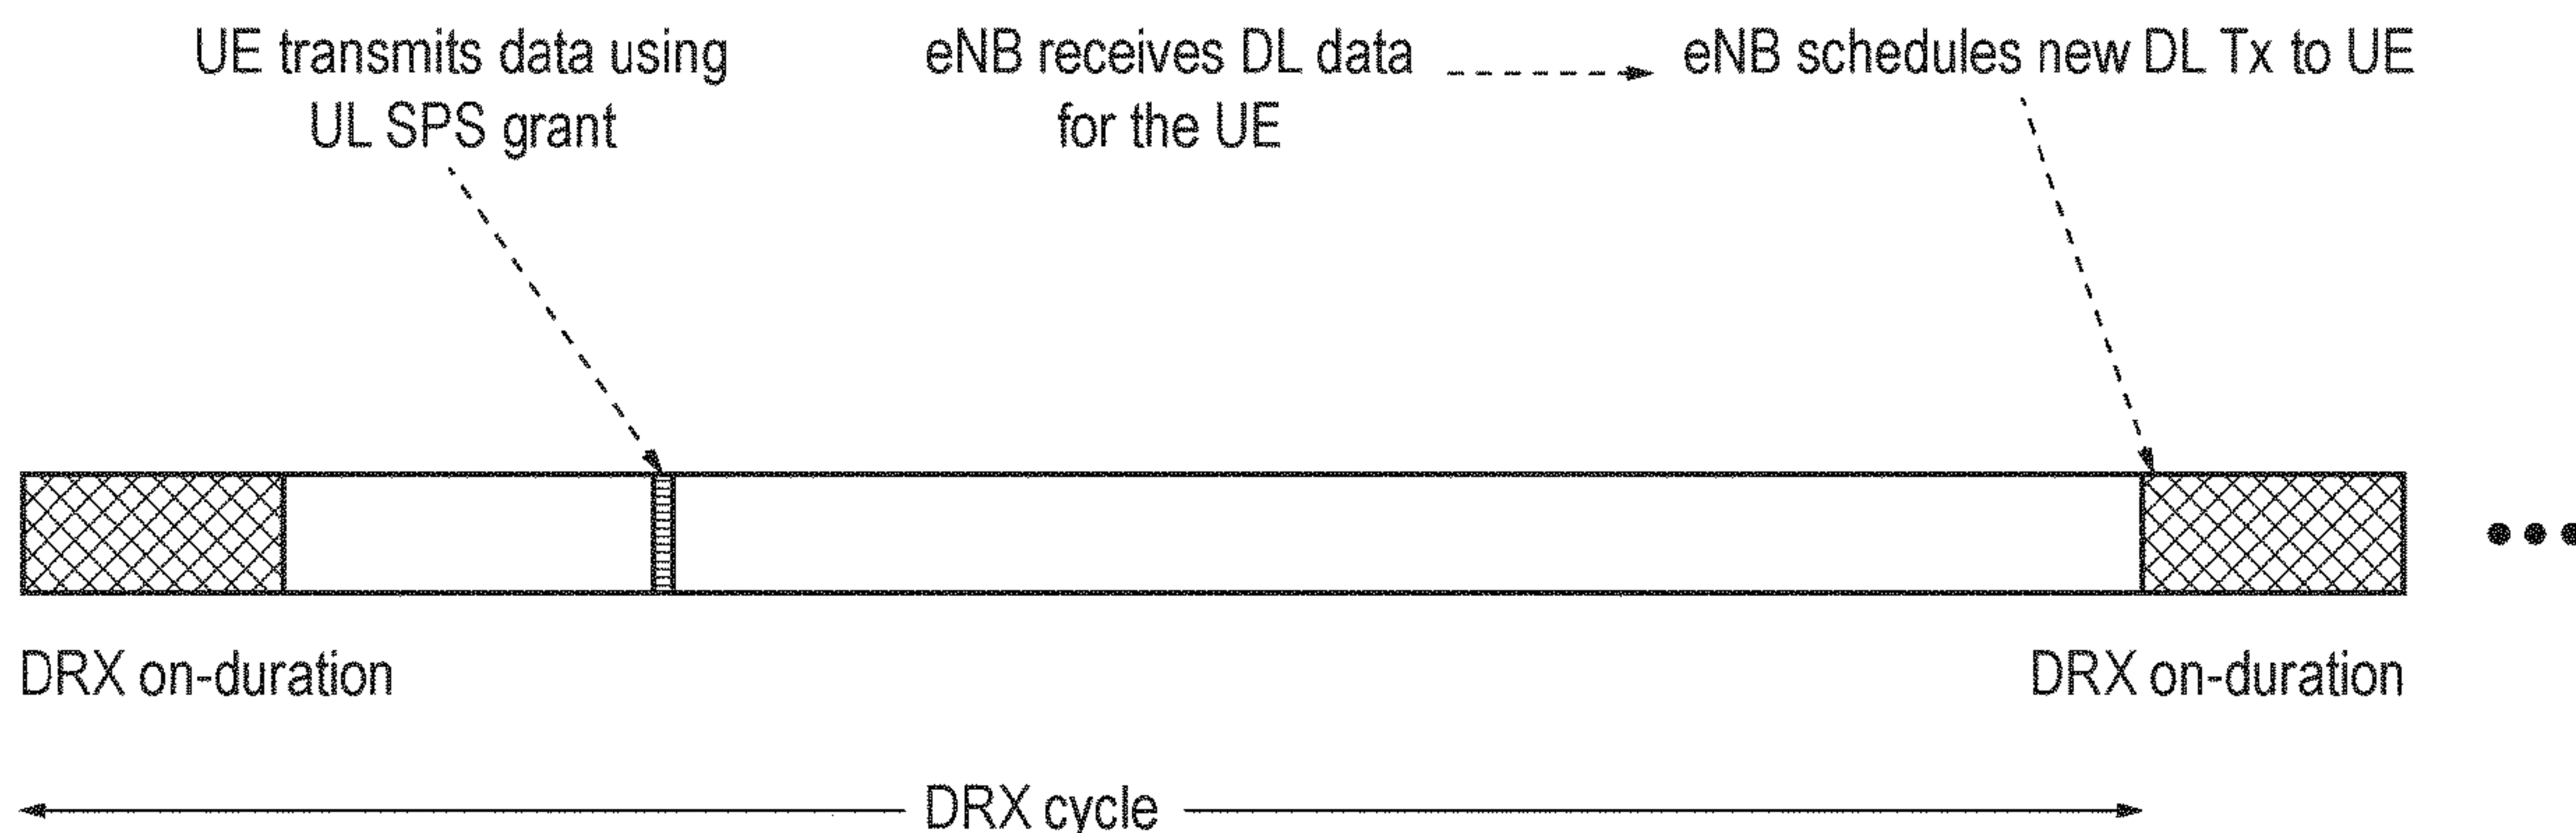 UE transmits data using
UL SPS grant
eNB receives DL data
for the UE
eNB schedules new DL Tx to UE
DRX on-duration
DRX on-duration
DRX cycle